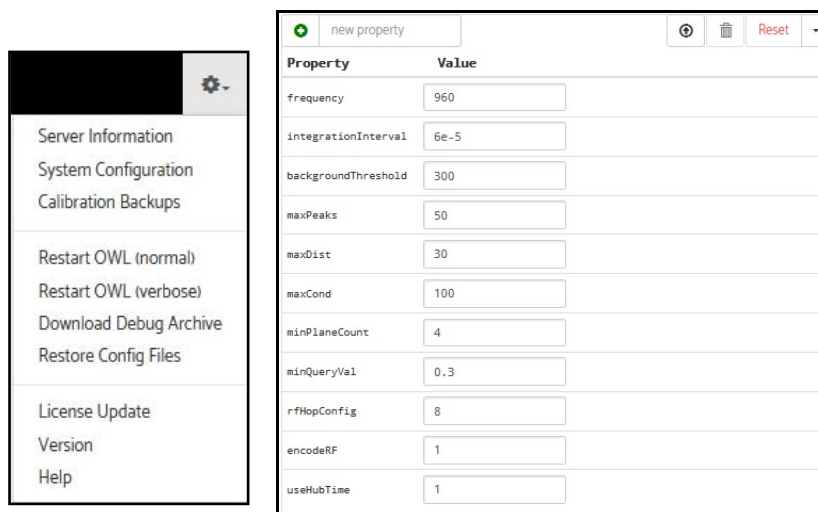 Server Information
System Configuration
Calibration Backups
Restart OWL (normal)
Restart OWL (verbose)
Download Debug Archive
Restore Config Files
License Update
Version
Help
new property Reset
Property Value
frequency 960
integrationInterval 6e-5
backgroundThreshold 300
maxPeaks 50
maxDist 30
maxCond 100
minPlaneCount 4
minQueryVal 0.3
rfHopConfig 8
encodeRF 1
useHubTime 1